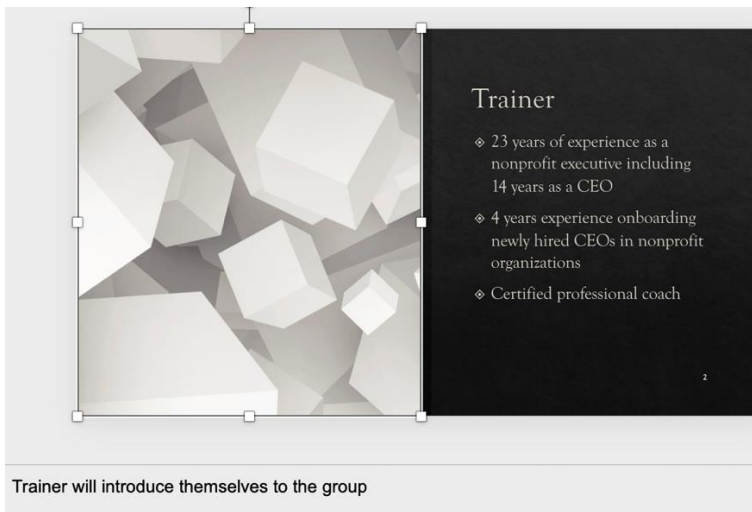 Trainer
23 years of experience as a
nonprofit executive including
14 years as a CEO
4 years experience onboarding
newly hired CEOs in nonprofit
organizations
Certified professional coach
2
Trainer will introduce themselves to the group